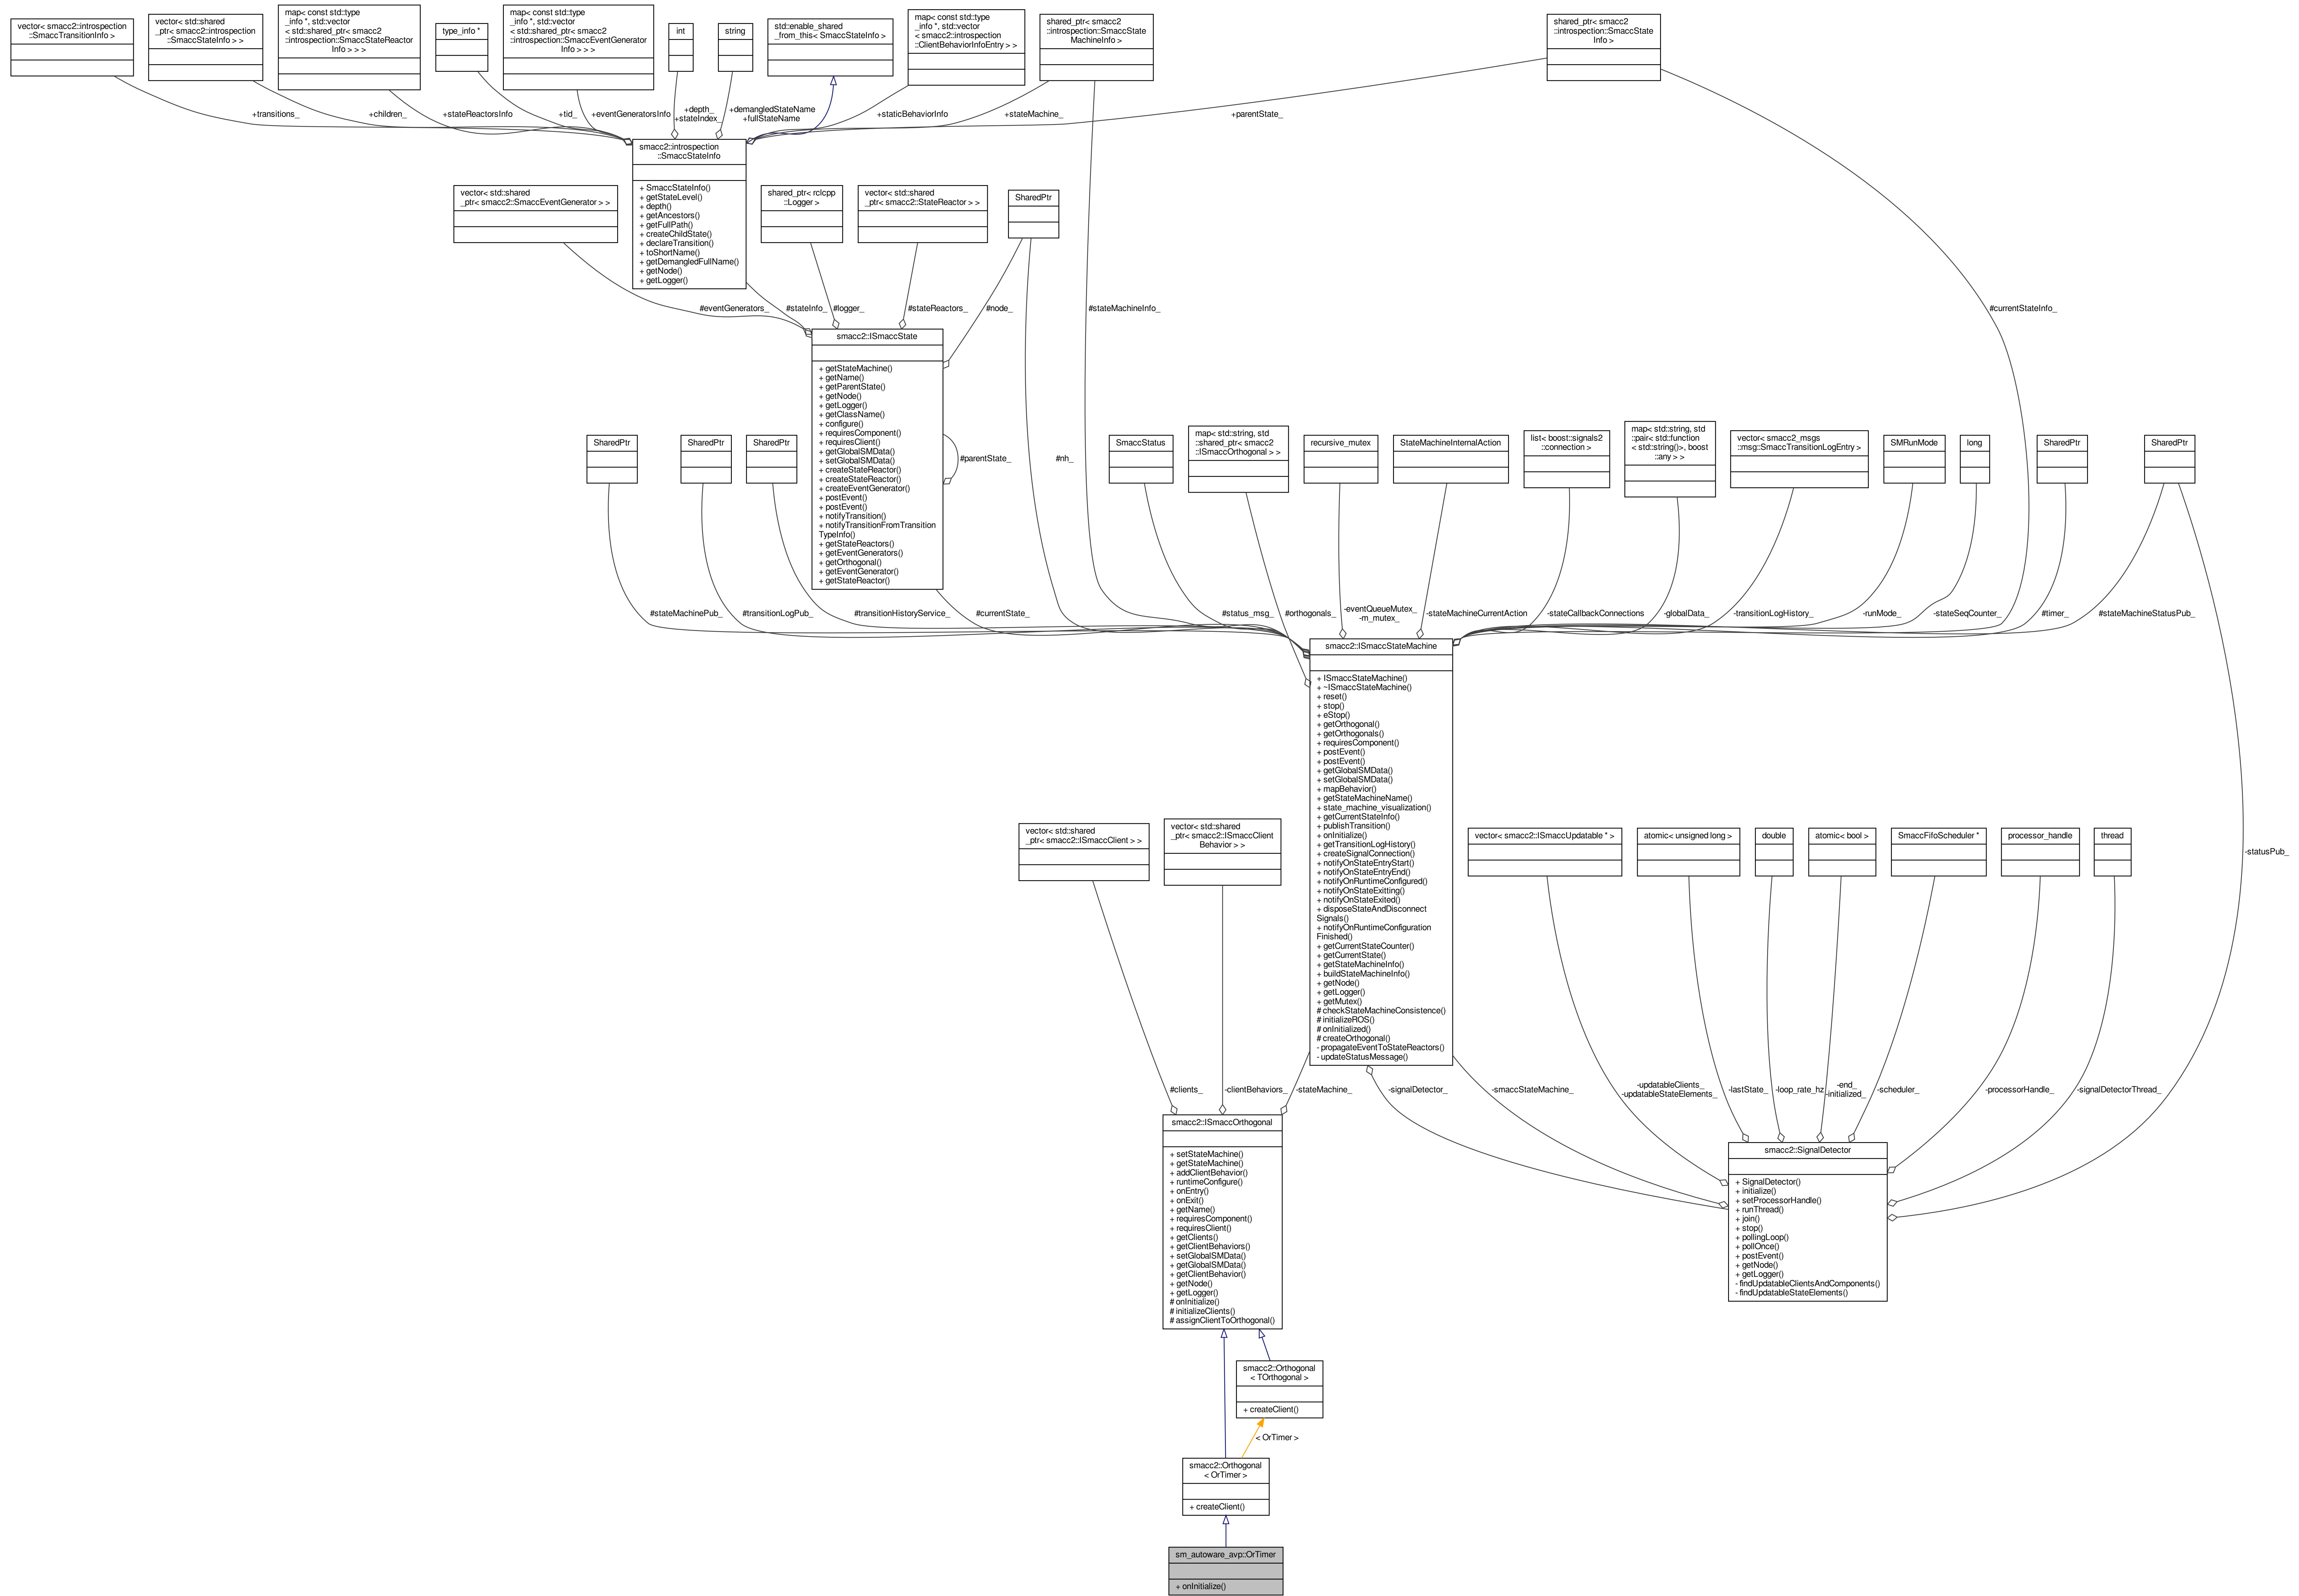 vector< smacc2::introspection
::SmaccTransitionInfo >
vector< std::shared
_ptr< smacc2::introspection
::SmaccStateInfo > >
map< const std::type
_info *, std::vector
< std::shared_ptr< smacc2
::introspection::SmaccStateReactor
Info > > >
type_info *
map< const std::type
_info *, std::vector
< std::shared_ptr< smacc2
::introspection::SmaccEventGenerator
Info > > >
int
string
std::enable_shared
_from_this< SmaccStateInfo >
map< const std::type
_info *, std::vector
< smacc2::introspection
::ClientBehaviorInfoEntry > >
shared_ptr< smacc2
::introspection::SmaccState
MachineInfo >
shared_ptr< smacc2
::introspection::SmaccState
Info >
+transitions_
+children_
+stateReactorsInfo
+tid_
+eventGeneratorsInfo
+depth_
+stateIndex_
+demangledStateName
+fullStateName
+staticBehaviorInfo
+stateMachine_
+parentState_
smacc2::introspection
::SmaccStateInfo
+ SmaccStateInfo()
+ getStateLevel()
+ depth()
+ getAncestors()
+ getFullPath()
+ createChildState()
+ declareTransition()
+ toShortName()
+ getDemangledFullName()
+ getNode()
+ getLogger()
vector< std::shared
_ptr< smacc2::SmaccEventGenerator > >
shared_ptr< rclcpp
::Logger >
vector< std::shared
_ptr< smacc2::StateReactor > >
SharedPtr
#eventGenerators_
#stateInfo_
#logger_
#stateReactors_
#node_
#stateMachineInfo_
#currentStateInfo_
smacc2::ISmaccState
+ getStateMachine()
+ getName()
+ getParentState()
+ getNode()
+ getLogger()
+ getClassName()
+ configure()
+ requiresComponent()
+ requiresClient()
+ getGlobalSMData()
+ setGlobalSMData()
+ createStateReactor()
+ createStateReactor()
+ createEventGenerator()
+ postEvent()
+ postEvent()
+ notifyTransition()
+ notifyTransitionFromTransition
TypeInfo()
+ getStateReactors()
+ getEventGenerators()
+ getOrthogonal()
+ getEventGenerator()
+ getStateReactor()
#parentState_
#nh_
SharedPtr
SharedPtr
SharedPtr
SmaccStatus
map< std::string, std
::shared_ptr< smacc2
::ISmaccOrthogonal > >
recursive_mutex
StateMachineInternalAction
list< boost::signals2
::connection >
map< std::string, std
::pair< std::function
< std::string()>, boost
::any > >
vector< smacc2_msgs
::msg::SmaccTransitionLogEntry >
SMRunMode
long
SharedPtr
SharedPtr
#stateMachinePub_
#transitionLogPub_
#transitionHistoryService_
#currentState_
#status_msg_
#orthogonals_
-eventQueueMutex_
-m_mutex_
-stateMachineCurrentAction
-stateCallbackConnections
-globalData_
-transitionLogHistory_
-runMode_
-stateSeqCounter_
#timer_
#stateMachineStatusPub_
smacc2::ISmaccStateMachine
+ ISmaccStateMachine()
+ ~ISmaccStateMachine()
+ reset()
+ stop()
+ eStop()
+ getOrthogonal()
+ getOrthogonals()
+ requiresComponent()
+ postEvent()
+ postEvent()
+ getGlobalSMData()
+ setGlobalSMData()
+ mapBehavior()
+ getStateMachineName()
+ state_machine_visualization()
+ getCurrentStateInfo()
+ publishTransition()
+ onInitialize()
+ getTransitionLogHistory()
+ createSignalConnection()
+ notifyOnStateEntryStart()
+ notifyOnStateEntryEnd()
+ notifyOnRuntimeConfigured()
+ notifyOnStateExitting()
+ notifyOnStateExited()
+ disposeStateAndDisconnect
Signals()
+ notifyOnRuntimeConfiguration
Finished()
+ getCurrentStateCounter()
+ getCurrentState()
+ getStateMachineInfo()
+ buildStateMachineInfo()
+ getNode()
+ getLogger()
+ getMutex()
# checkStateMachineConsistence()
# initializeROS()
# onInitialized()
# createOrthogonal()
- propagateEventToStateReactors()
- updateStatusMessage()
vector< std::shared
_ptr< smacc2::ISmaccClient > >
vector< std::shared
_ptr< smacc2::ISmaccClient
Behavior > >
vector< smacc2::ISmaccUpdatable * >
atomic< unsigned long >
double
atomic< bool >
SmaccFifoScheduler *
processor_handle
thread
-statusPub_
#clients_
-clientBehaviors_
-stateMachine_
-signalDetector_
-smaccStateMachine_
-updatableClients_
-updatableStateElements_
-lastState_
-loop_rate_hz
-end_
-initialized_
-scheduler_
-processorHandle_
-signalDetectorThread_
smacc2::ISmaccOrthogonal
+ setStateMachine()
+ getStateMachine()
+ addClientBehavior()
+ runtimeConfigure()
+ onEntry()
+ onExit()
+ getName()
+ requiresComponent()
+ requiresClient()
+ getClients()
+ getClientBehaviors()
+ setGlobalSMData()
+ getGlobalSMData()
+ getClientBehavior()
+ getNode()
+ getLogger()
# onInitialize()
# initializeClients()
# assignClientToOrthogonal()
smacc2::SignalDetector
+ SignalDetector()
+ initialize()
+ setProcessorHandle()
+ runThread()
+ join()
+ stop()
+ pollingLoop()
+ pollOnce()
+ postEvent()
+ getNode()
+ getLogger()
- findUpdatableClientsAndComponents()
- findUpdatableStateElements()
smacc2::Orthogonal
< TOrthogonal >
+ createClient()
< OrTimer >
smacc2::Orthogonal
< OrTimer >
+ createClient()
sm_autoware_avp::OrTimer
+ onInitialize()